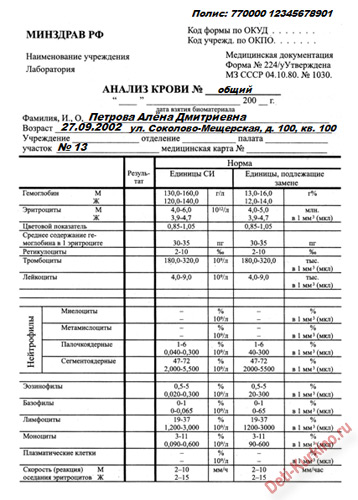 Полис: 770000 12345678901
МИНЗДРАВ РФ
Код формы по ОКУД
Код учрежд. по ОКПО.
Наименование учреждения
Лаборатория
Медицинская документация
Форма № 224/уУтверждена
МЗ СССР 04.10.80. № 1030.
АНАЛИЗ КРОВИ № общий
"____" ____________ 200 __ г.
дата взятия биоматериала
Фамилия, И., О. Петрова Алёна Дмитриевна
Возраст 27.09.2002 ул. Соколово-Мещерская, д. 100, кв. 100
Учреждение отделение палата
участок № 13 медицинская карта №
Результат Норма
Единицы СИ Единицы, подлежащие замене
Гемоглобин М 130,0-160,0 г/л 13,0-16,0 г%
Ж 120,0-140,0 12,0-14,0
Эритроциты М 4,0-6,0 10¹²/л 4,0-5,0 млн.
Ж 3,9-4,7 3,9-4,7 в 1 мм³ (мкл)
Цветовой показатель 0,85-1,05 0,85-1,05
Среднее содержание ге-
моглобина в 1 эритроците 30-35 пг 30-35 пг
Ретикулоциты 2-10 ‰ 2-10 ‰
Тромбоциты 180,0-320,0 10⁹/л 180,0-320,0 тыс.
в 1 мм³ (мкл)
Лейкоциты 4,0-9,0 10⁹/л 4,0-9,0 тыс.
в 1 мм³ (мкл)
Нейтрофилы
Миелоциты – % – %
– 10⁹/л – в 1 мм³ (мкл)
Метамислоциты – % – %
– 10⁹/л – в 1 мм³ (мкл)
Палочкоядерные 1-6 % 1-6 %
0,040-0,300 10⁹/л 40-300 в 1 мм³ (мкл)
Сегментоядерные 47-72 % 47-72 %
2,000-5,500 10⁹/л 2000-5500 в 1 мм³ (мкл)
Эозинофилы 0,5-5 % 0,5-5 %
0,020-0,300 10⁹/л 20-300 в 1 мм³ (мкл)
Базофилы 0-1 % 0-1 %
0-0,065 10⁹/л 0-65 в 1 мм³ (мкл)
Лимфоциты 19-37 % 19-37 %
1,200-3,000 10⁹/л 1200-3000 в 1 мм³ (мкл)
Моноциты 3-11 % 3-11 %
0,090-0,600 10⁹/л 90-600 в 1 мм³ (мкл)
Плазматические клетки – % – %
– 10⁹/л – в 1 мм³ (мкл)
Скорость (реакция) М 2–10 мм/ч 2–10 мм/час
оседания эритроцитов Ж 2–15 2–15
Deti-Kurkino.ru